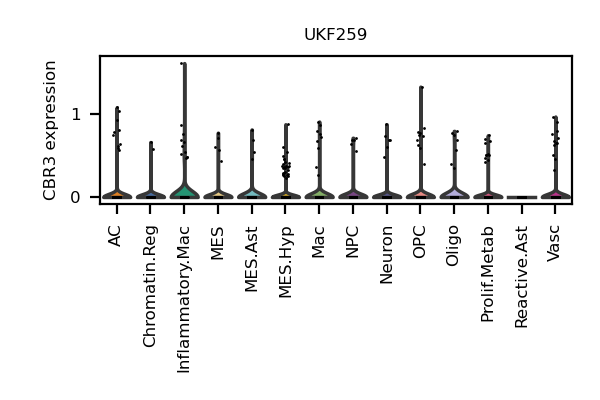 UKF259
CBR3 expression
1
0
AC
Chromatin.Reg
Inflammatory.Mac
MES
MES.Ast
MES.Hyp
Mac
NPC
Neuron
OPC
Oligo
Prolif.Metab
Reactive.Ast
Vasc